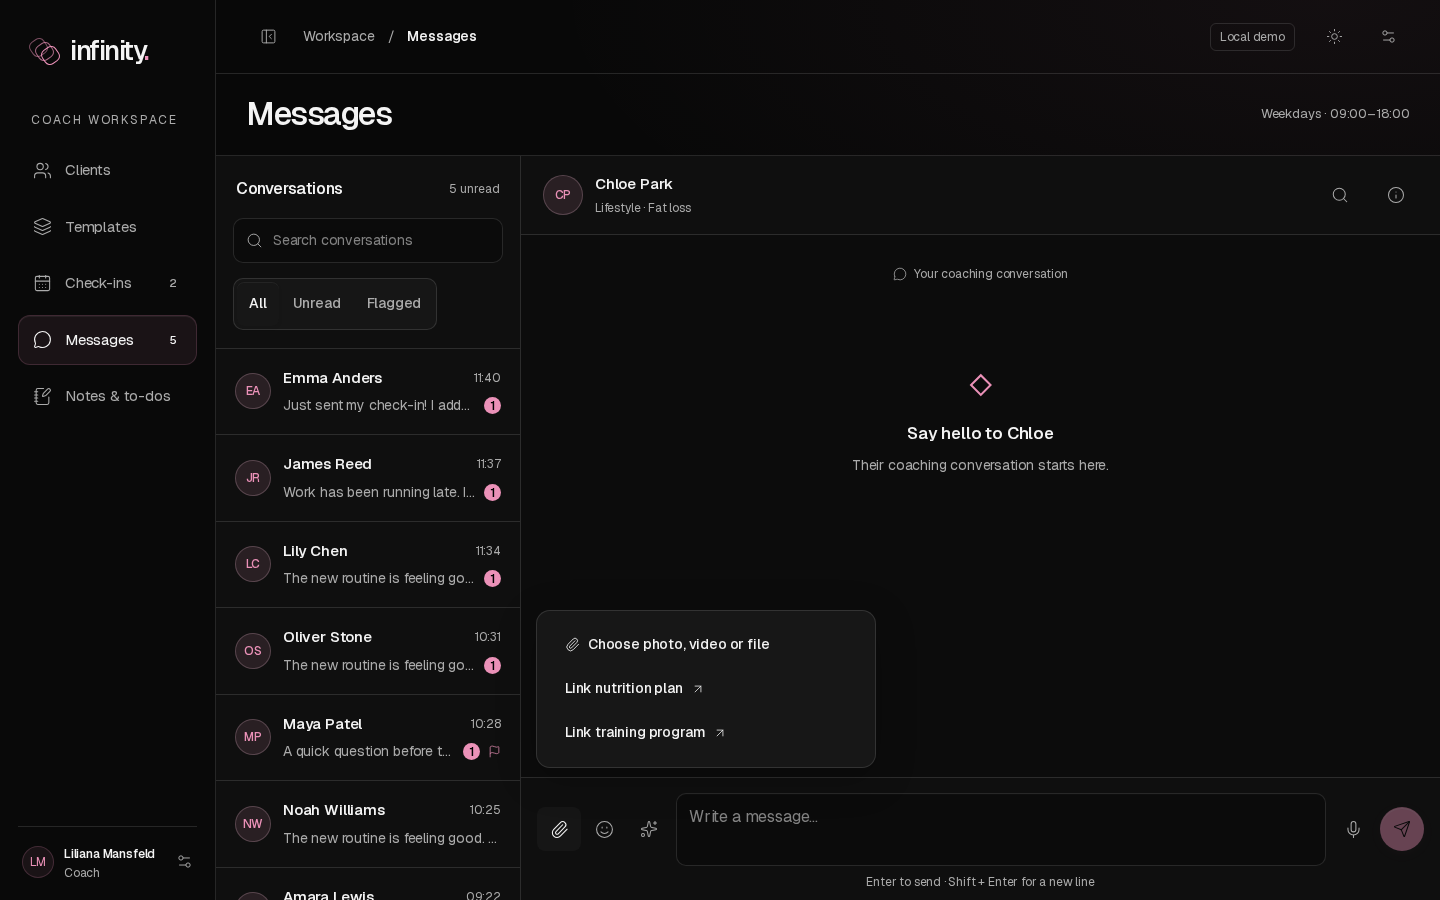 infinity.
COACH WORKSPACE
Clients
Templates
Check-ins 2
Messages 5
Notes & to-dos
LM
Liliana Mansfeld
Coach
Workspace / Messages
Local demo
Messages
Weekdays · 09:00–18:00
Conversations
5 unread
Search conversations
All Unread Flagged
EA
Emma Anders 11:40
Just sent my check-in! I add... 1
JR
James Reed 11:37
Work has been running late. I... 1
LC
Lily Chen 11:34
The new routine is feeling go... 1
OS
Oliver Stone 10:31
The new routine is feeling go... 1
MP
Maya Patel 10:28
A quick question before t... 1
NW
Noah Williams 10:25
The new routine is feeling good. ...
Amara Lewis 09:22
CP
Chloe Park
Lifestyle · Fat loss
Your coaching conversation
Say hello to Chloe
Their coaching conversation starts here.
Choose photo, video or file
Link nutrition plan
Link training program
Write a message...
Enter to send · Shift + Enter for a new line